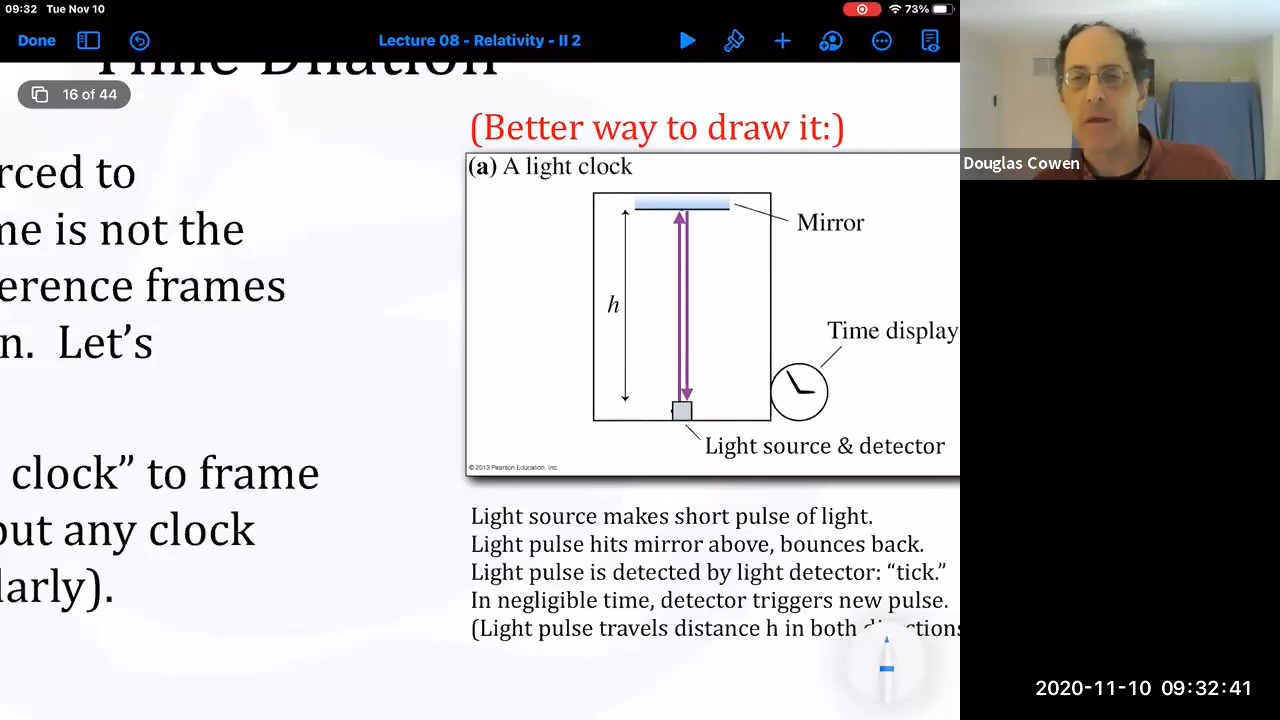 09:32 Tue Nov 10
73%
Done
Lecture 08 - Relativity - II 2
Time Dilation
16 of 44
(Better way to draw it:)
rced to
me is not the
erence frames
n. Let's
clock” to frame
out any clock
larly).
(a) A light clock
Mirror
h
Time display
Light source & detector
© 2013 Pearson Education, Inc.
Light source makes short pulse of light.
Light pulse hits mirror above, bounces back.
Light pulse is detected by light detector: “tick.”
In negligible time, detector triggers new pulse.
(Light pulse travels distance h in both directions
Douglas Cowen
2020-11-10 09:32:41